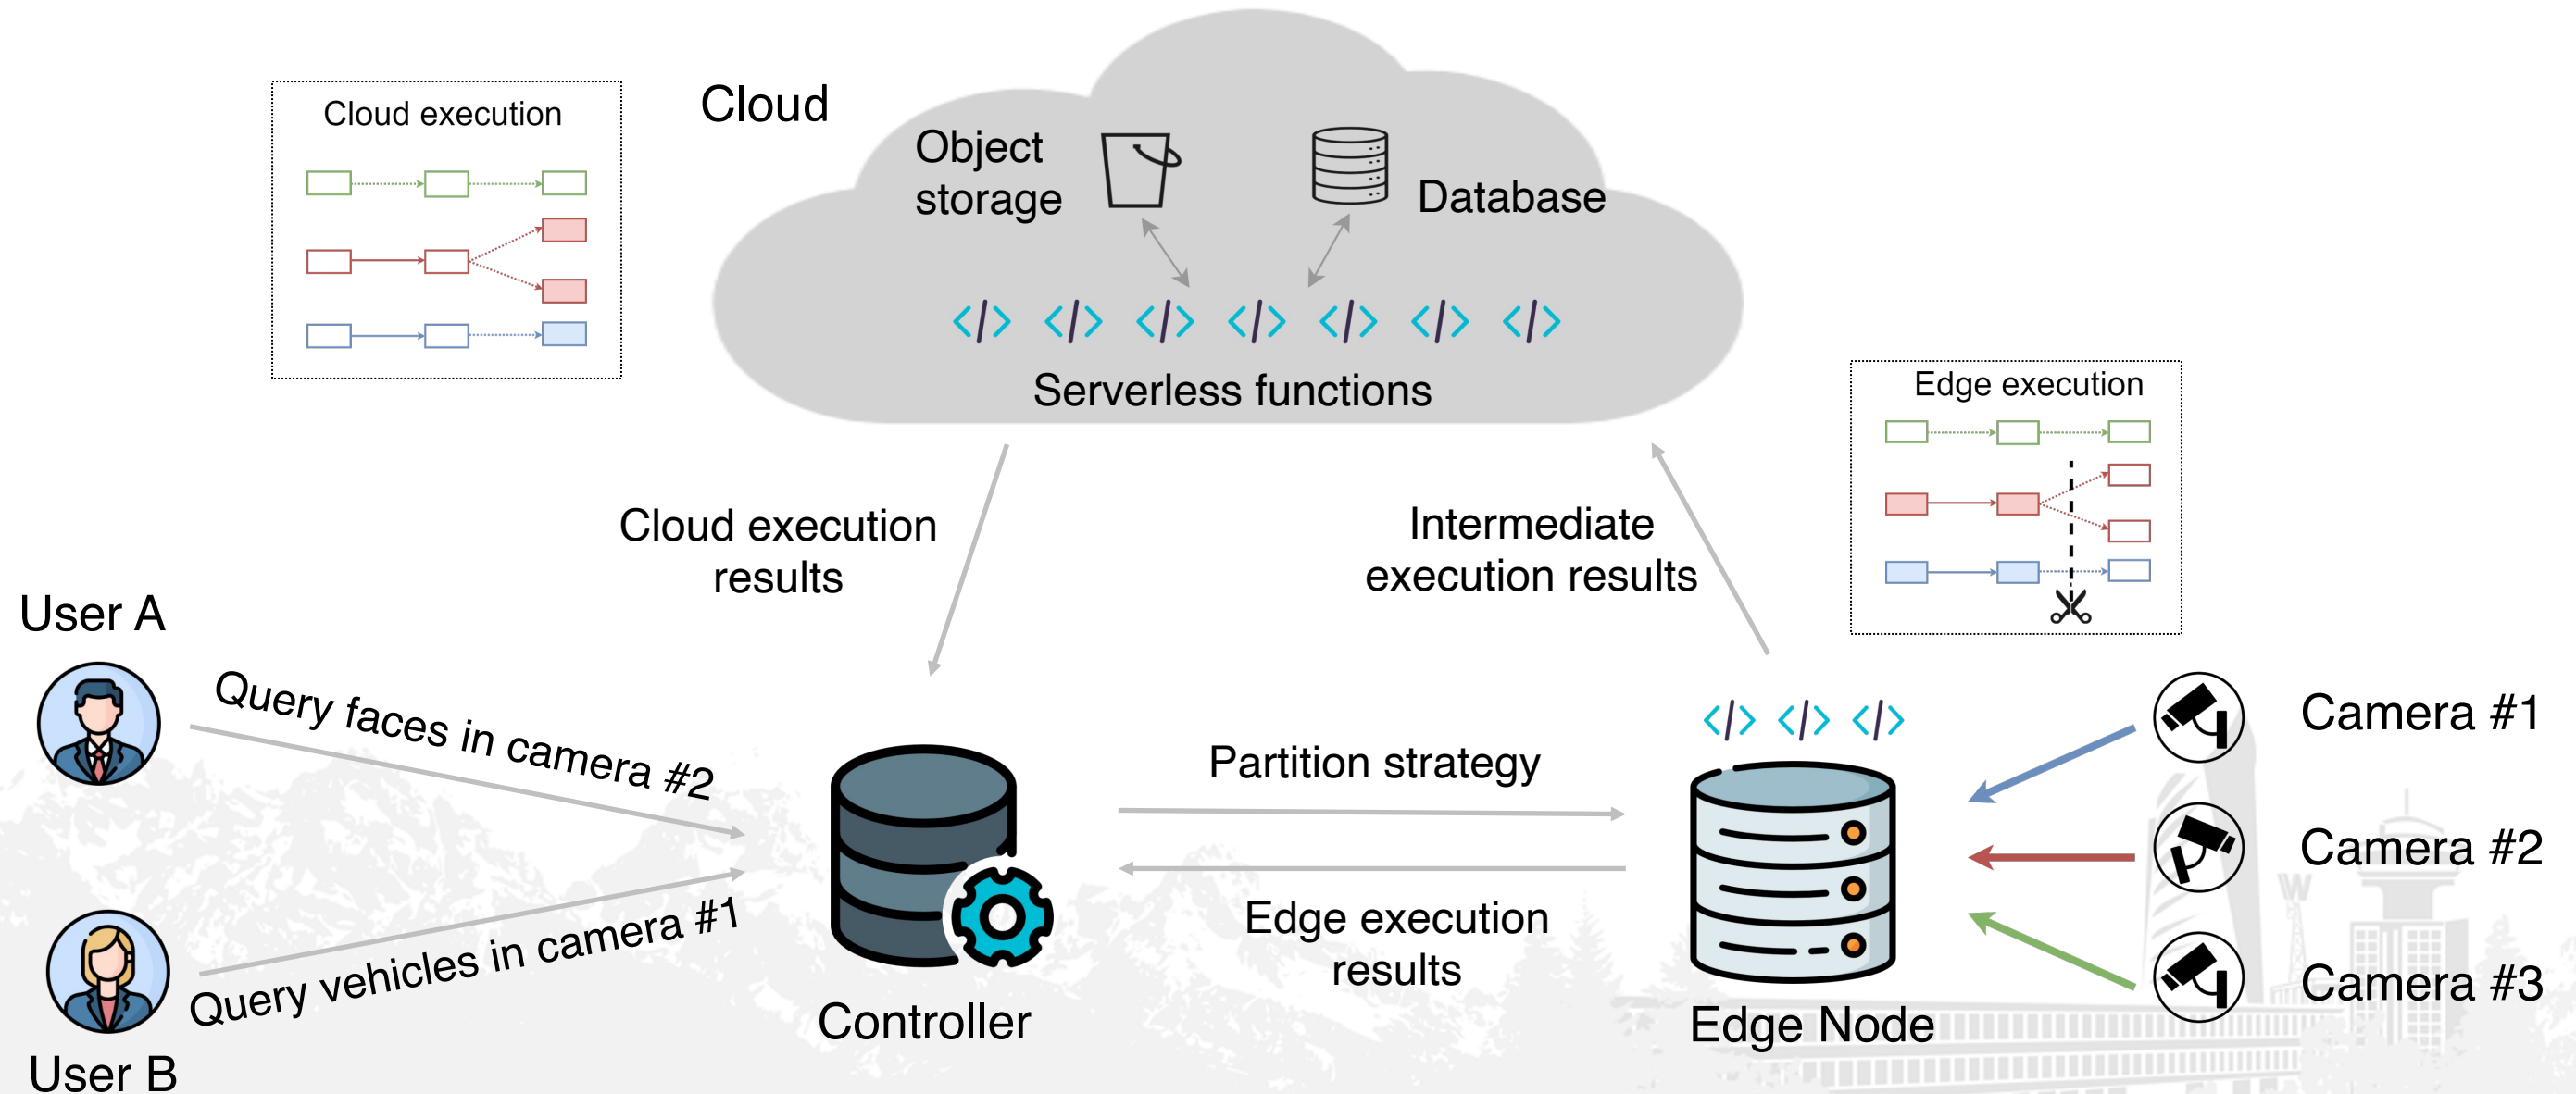 Cloud execution
Cloud
Object
storage
Database
Serverless functions
Edge execution
Cloud execution
results
Intermediate
execution results
User A
Query faces in camera #2
Partition strategy
Camera #1
Camera #2
Query vehicles in camera #1
Edge execution
results
Camera #3
Controller
Edge Node
User B
W